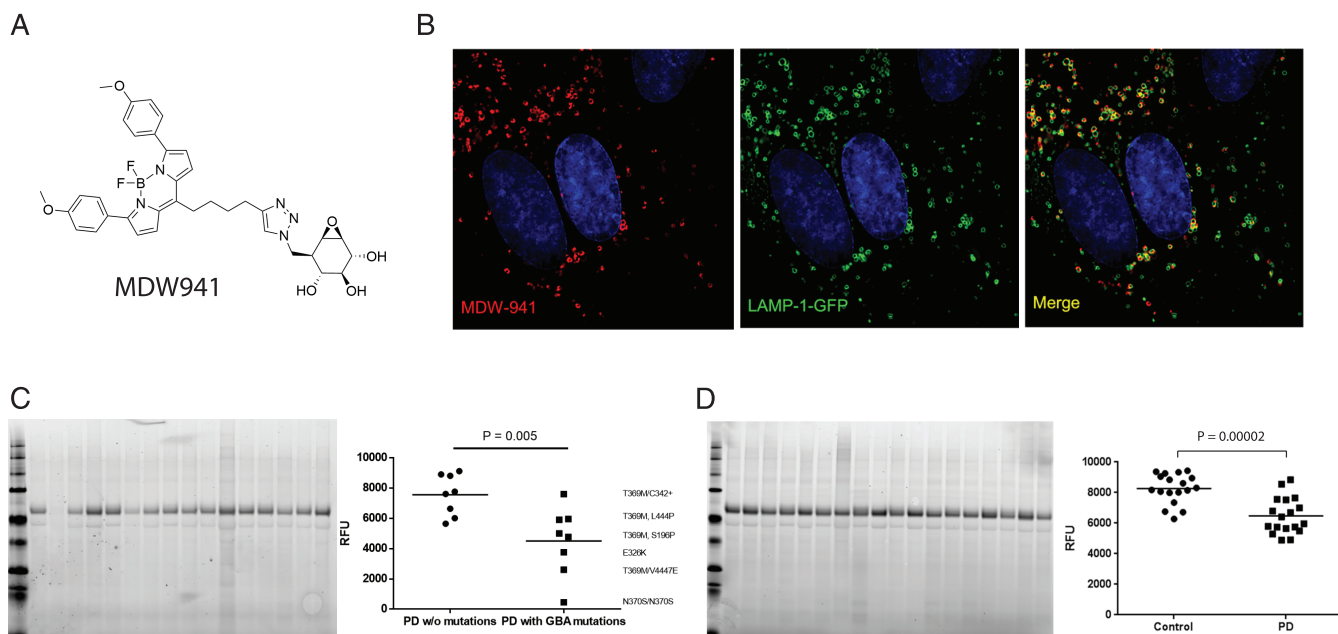 A
O
O
F
F
B
N
N
N
N
N
O
OH
HO
HO
MDW941
B
MDW-941
LAMP-1-GFP
Merge
C
P = 0.005
RFU
10000
8000
6000
4000
2000
0
PD w/o mutations
PD with GBA mutations
T369M/C342+
T369M, L444P
T369M, S196P
E326K
T369M/V4447E
N370S/N370S
D
P = 0.00002
RFU
10000
8000
6000
4000
2000
0
Control
PD